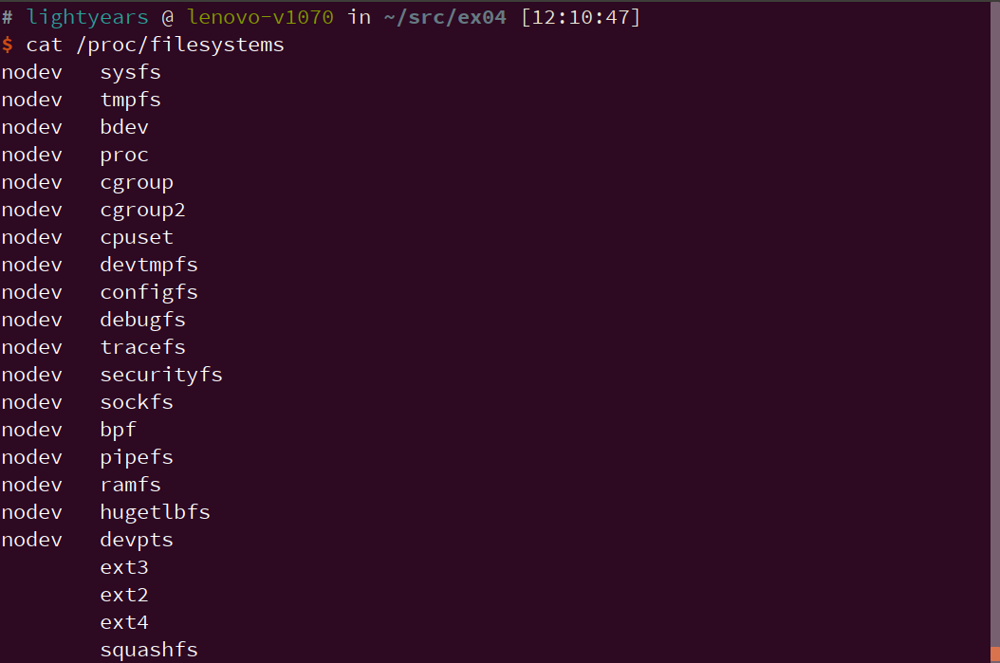 # lightyears @ lenovo-v1070 in ~/src/ex04 [12:10:47]
$ cat /proc/filesystems
nodev   sysfs
nodev   tmpfs
nodev   bdev
nodev   proc
nodev   cgroup
nodev   cgroup2
nodev   cpuset
nodev   devtmpfs
nodev   configfs
nodev   debugfs
nodev   tracefs
nodev   securityfs
nodev   sockfs
nodev   bpf
nodev   pipefs
nodev   ramfs
nodev   hugetlbfs
nodev   devpts
        ext3
        ext2
        ext4
        squashfs